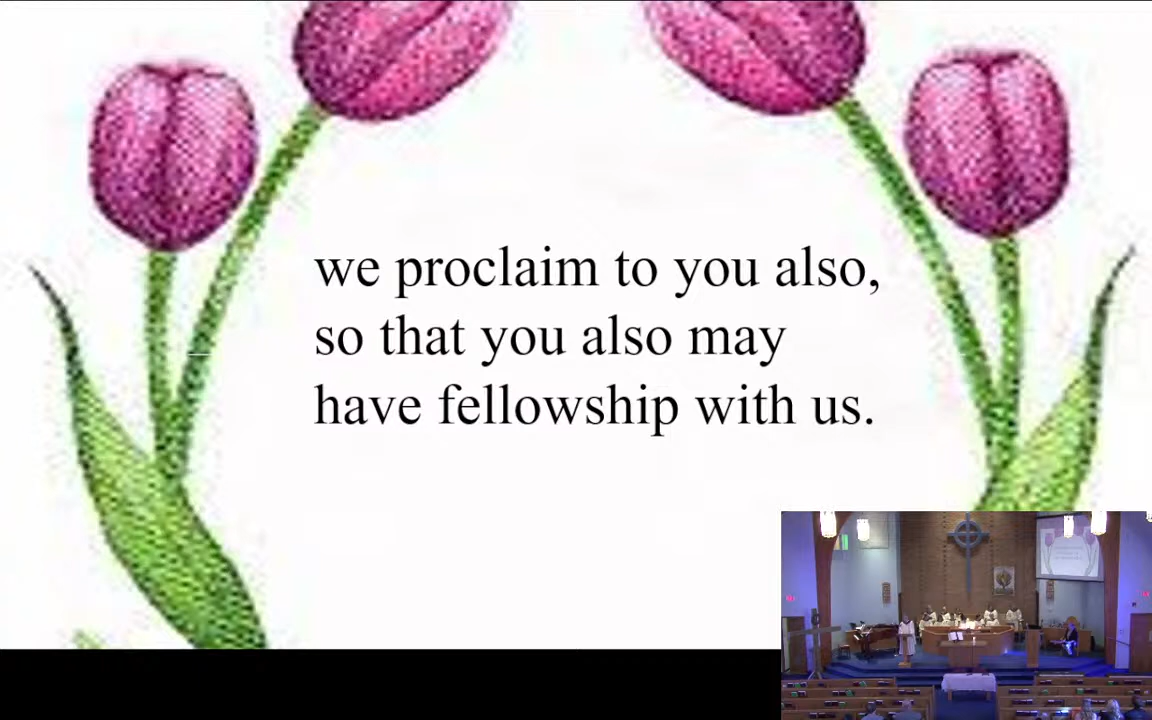 we proclaim to you also,
so that you also may
have fellowship with us.